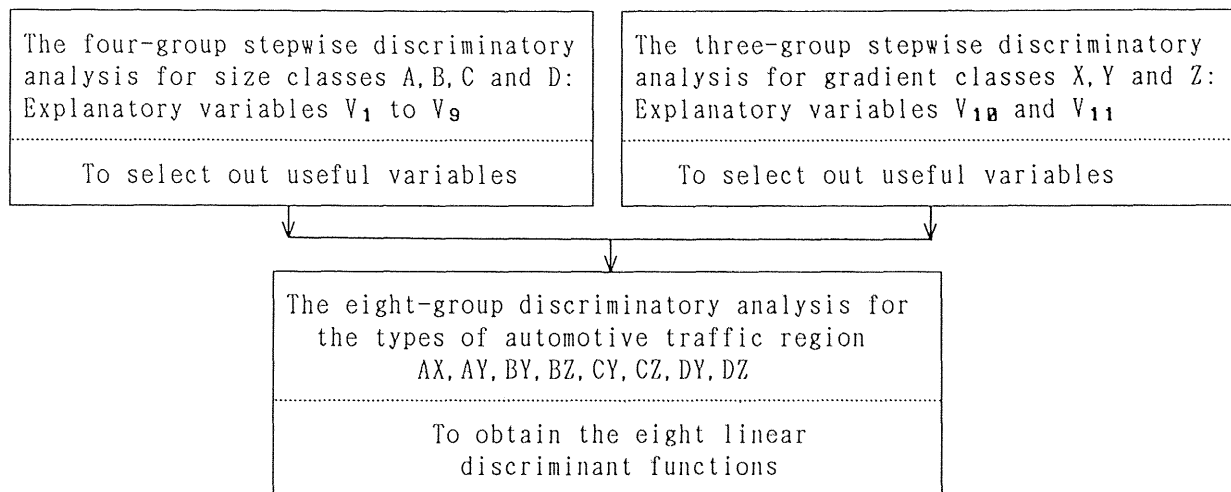 The four-group stepwise discriminatory
analysis for size classes A, B, C and D:
Explanatory variables V₁ to V₉
To select out useful variables
The three-group stepwise discriminatory
analysis for gradient classes X, Y and Z:
Explanatory variables V₁₀ and V₁₁
To select out useful variables
The eight-group discriminatory analysis for
the types of automotive traffic region
AX, AY, BY, BZ, CY, CZ, DY, DZ
To obtain the eight linear
discriminant functions